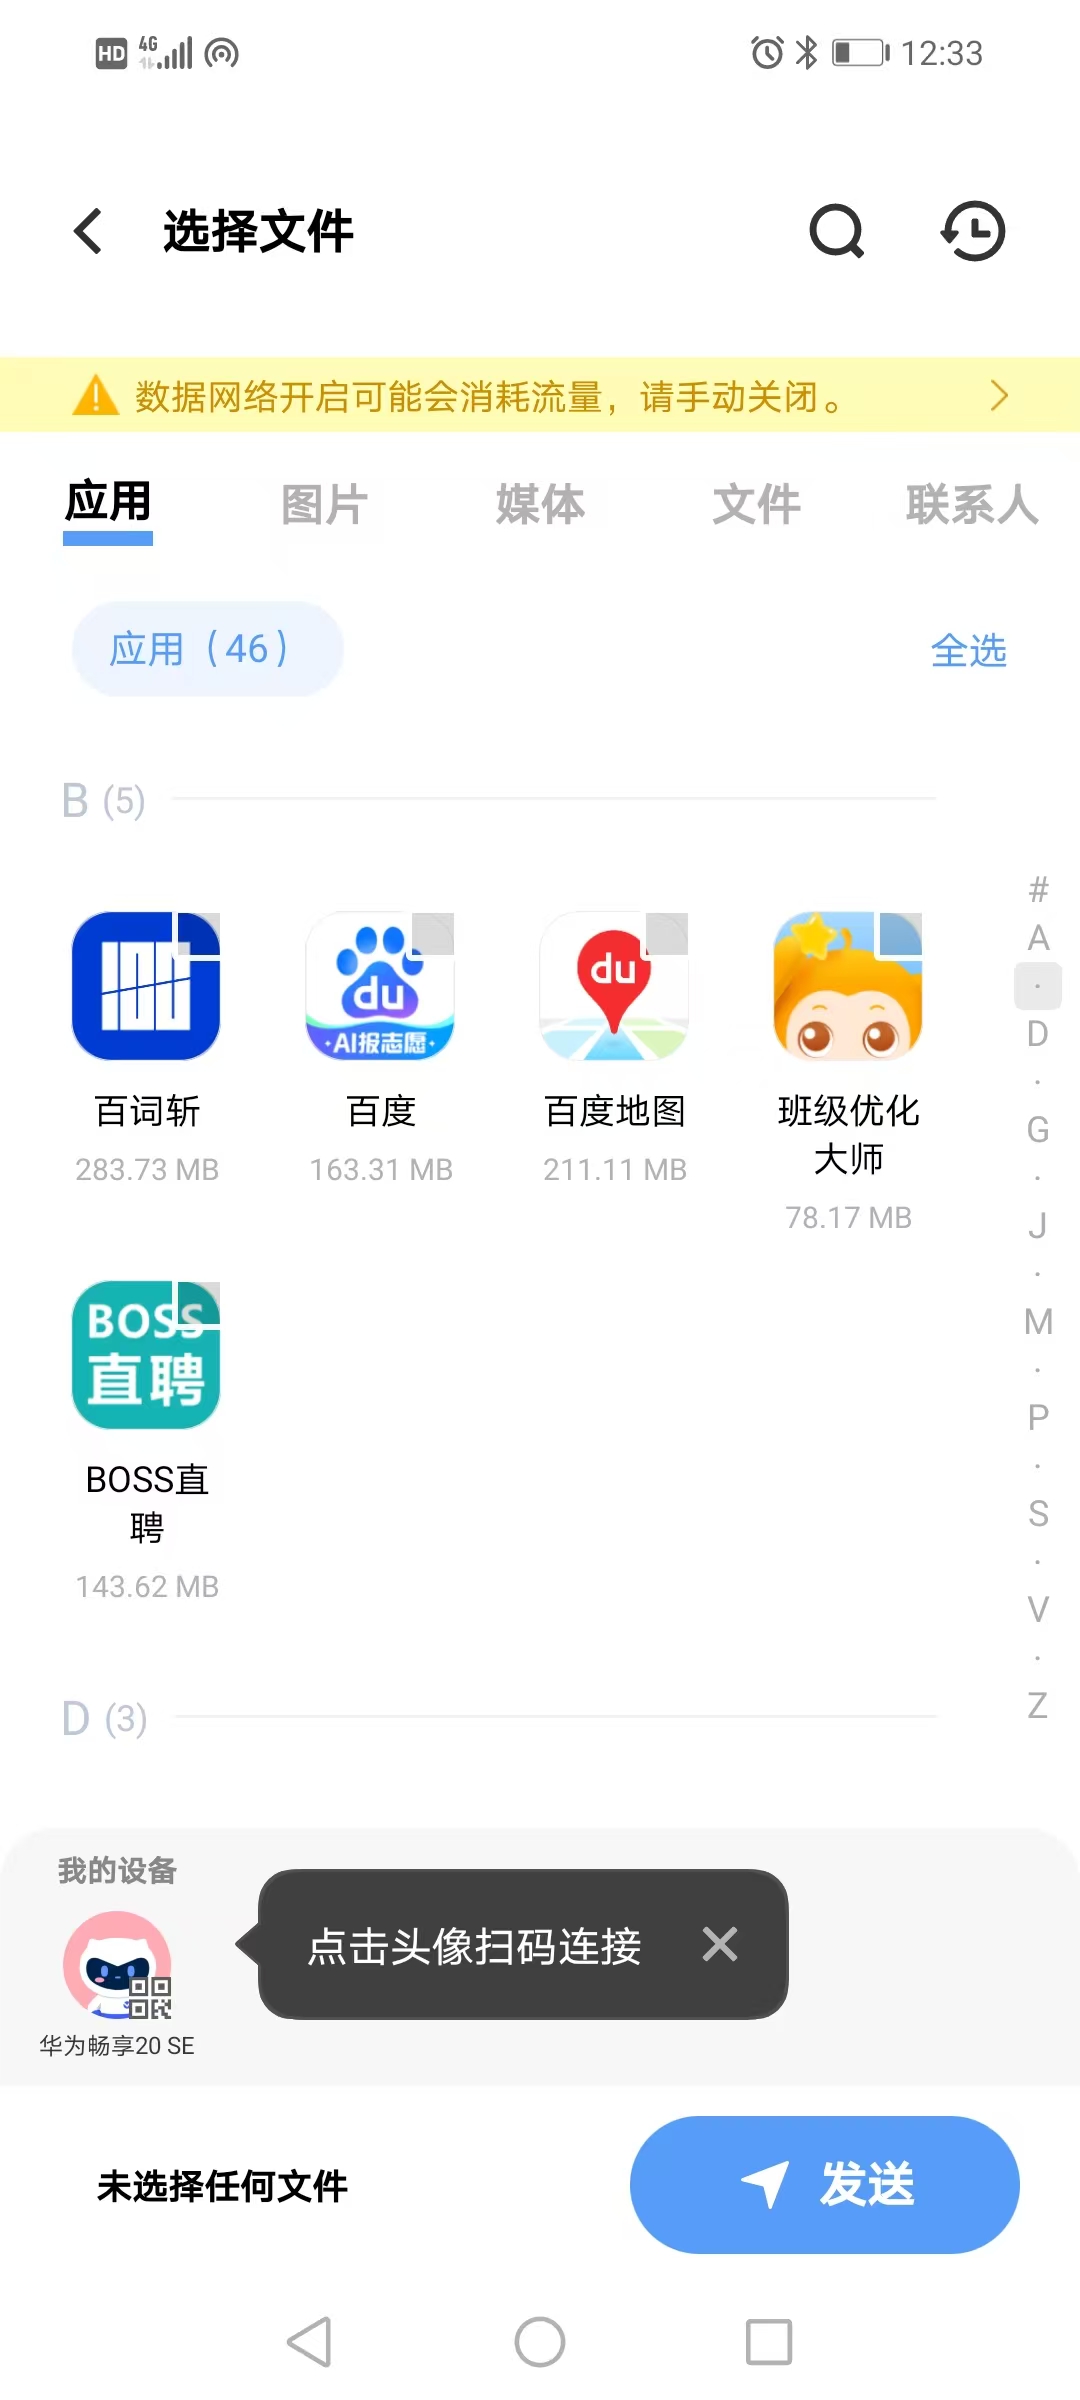 HD 4G 12:33
选择文件
数据网络开启可能会消耗流量，请手动关闭。
应用 图片 媒体 文件 联系人
应用（46） 全选
B (5)
#
A
·
D
·
G
·
J
·
M
·
P
·
S
·
V
·
Z
du
·AI报志愿·
du
百词斩 百度 百度地图 班级优化
大师
283.73 MB 163.31 MB 211.11 MB
78.17 MB
BOSS
直聘
BOSS直
聘
143.62 MB
D (3)
我的设备
点击头像扫码连接
华为畅享20 SE
未选择任何文件
发送